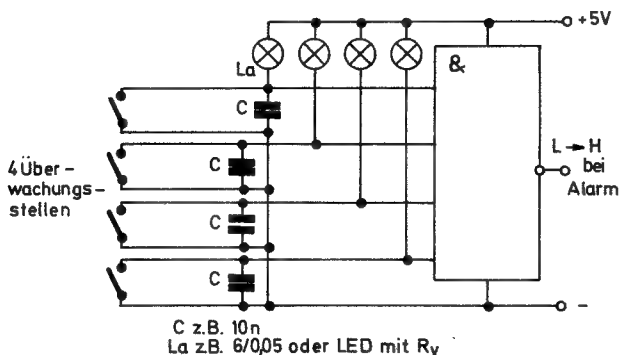 +5V
La
&
C
C
4 Über-
wachungs-
stellen
L → H
bei
Alarm
C
C
–
C z.B. 10n
La z.B. 6/0,05 oder LED mit Rv